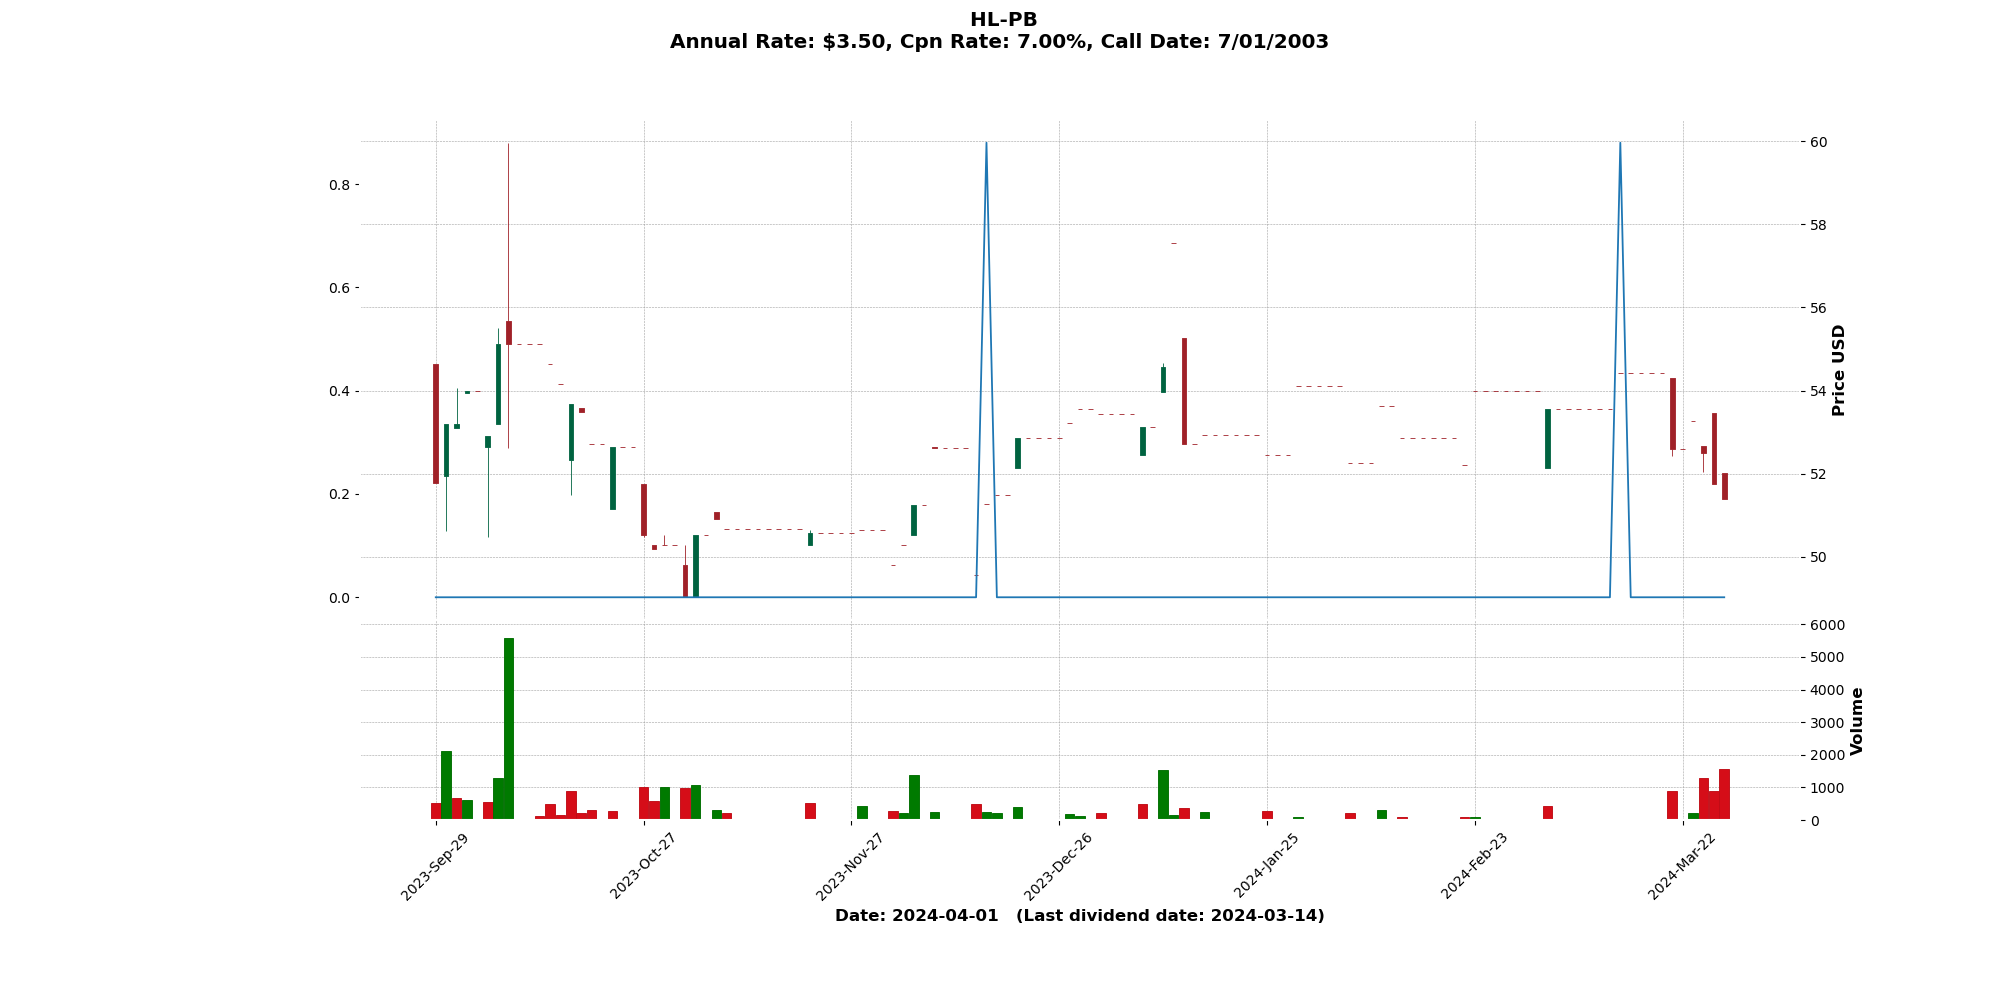 HL-PB
Annual Rate: $3.50, Cpn Rate: 7.00%, Call Date: 7/01/2003
0.8
0.6
0.4
0.2
0.0
60
58
56
54
52
50
Price USD
6000
5000
4000
3000
2000
1000
0
Volume
2023-Sep-29
2023-Oct-27
2023-Nov-27
2023-Dec-26
2024-Jan-25
2024-Feb-23
2024-Mar-22
Date: 2024-04-01 (Last dividend date: 2024-03-14)